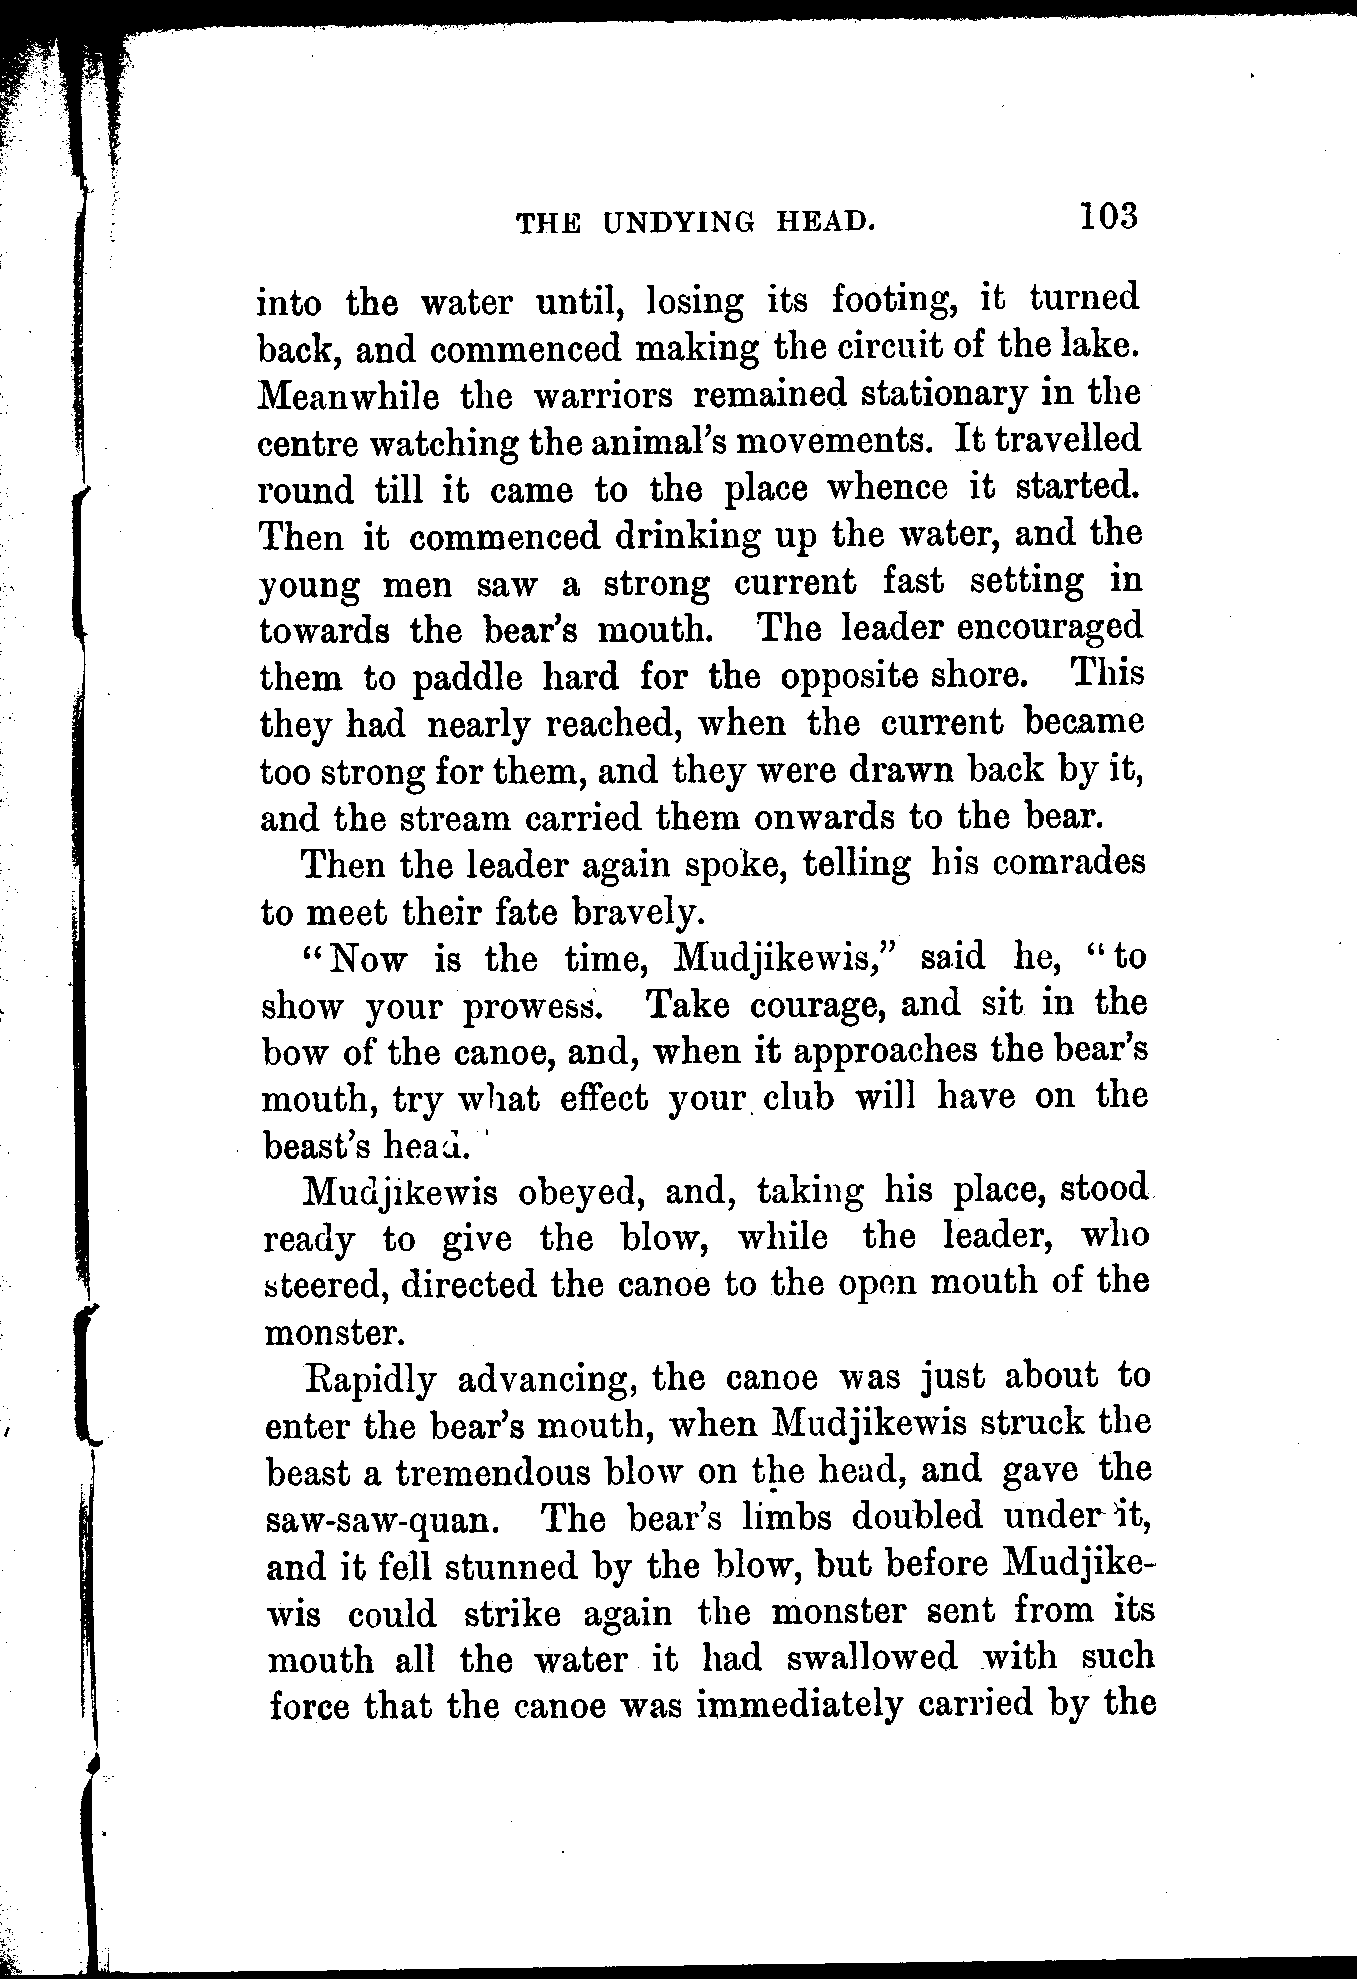 THE UNDYING HEAD. 103
into the water until, losing its footing, it turned
back, and commenced making the circuit of the lake.
Meanwhile the warriors remained stationary in the
centre watching the animal's movements. It travelled
round till it came to the place whence it started.
Then it commenced drinking up the water, and the
young men saw a strong current fast setting in
towards the bear's mouth. The leader encouraged
them to paddle hard for the opposite shore. This
they had nearly reached, when the current became
too strong for them, and they were drawn back by it,
and the stream carried them onwards to the bear.
Then the leader again spoke, telling his comrades
to meet their fate bravely.
"Now is the time, Mudjikewis," said he, "to
show your prowess. Take courage, and sit in the
bow of the canoe, and, when it approaches the bear's
mouth, try what effect your club will have on the
beast's head.'
Mudjikewis obeyed, and, taking his place, stood
ready to give the blow, while the leader, who
steered, directed the canoe to the open mouth of the
monster.
Rapidly advancing, the canoe was just about to
enter the bear's mouth, when Mudjikewis struck the
beast a tremendous blow on the head, and gave the
saw-saw-quan. The bear's limbs doubled under it,
and it fell stunned by the blow, but before Mudjike-
wis could strike again the monster sent from its
mouth all the water it had swallowed with such
force that the canoe was immediately carried by the